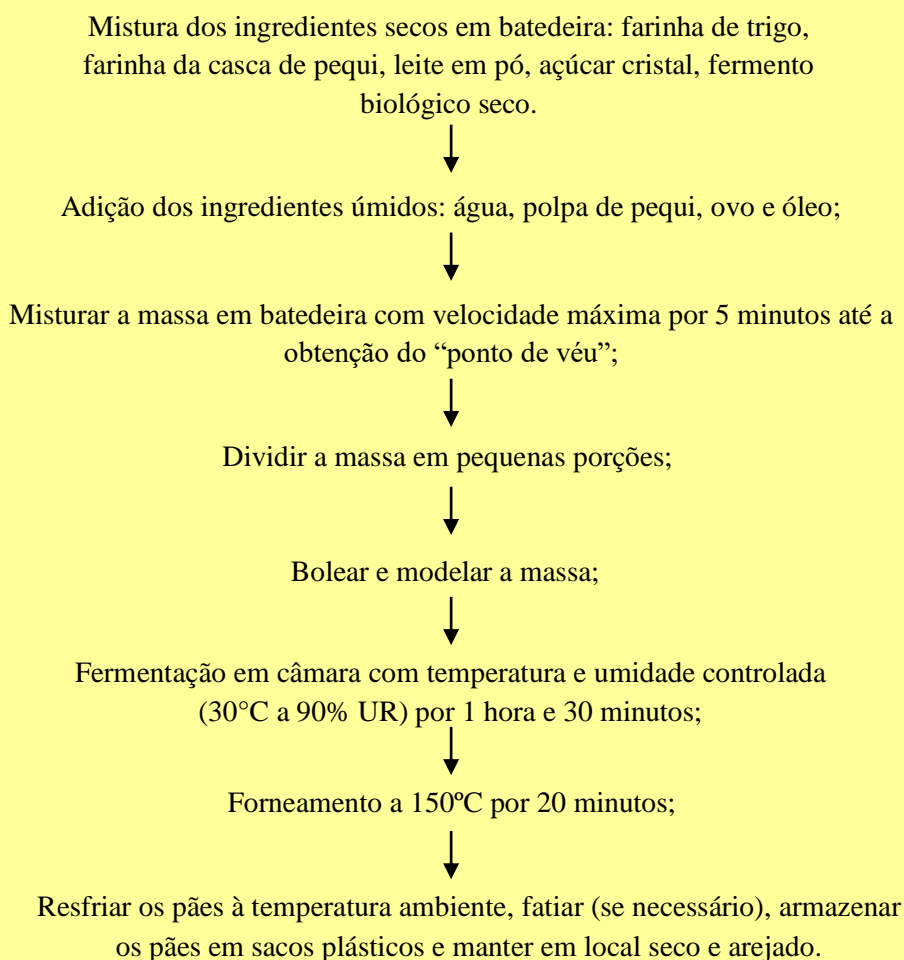 Mistura dos ingredientes secos em batedeira: farinha de trigo,
farinha da casca de pequi, leite em pó, açúcar cristal, fermento
biológico seco.
Adição dos ingredientes úmidos: água, polpa de pequi, ovo e óleo;
Misturar a massa em batedeira com velocidade máxima por 5 minutos até a
obtenção do “ponto de véu”;
Dividir a massa em pequenas porções;
Bolear e modelar a massa;
Fermentação em câmara com temperatura e umidade controlada
(30°C a 90% UR) por 1 hora e 30 minutos;
Forneamento a 150ºC por 20 minutos;
Resfriar os pães à temperatura ambiente, fatiar (se necessário), armazenar
os pães em sacos plásticos e manter em local seco e arejado.